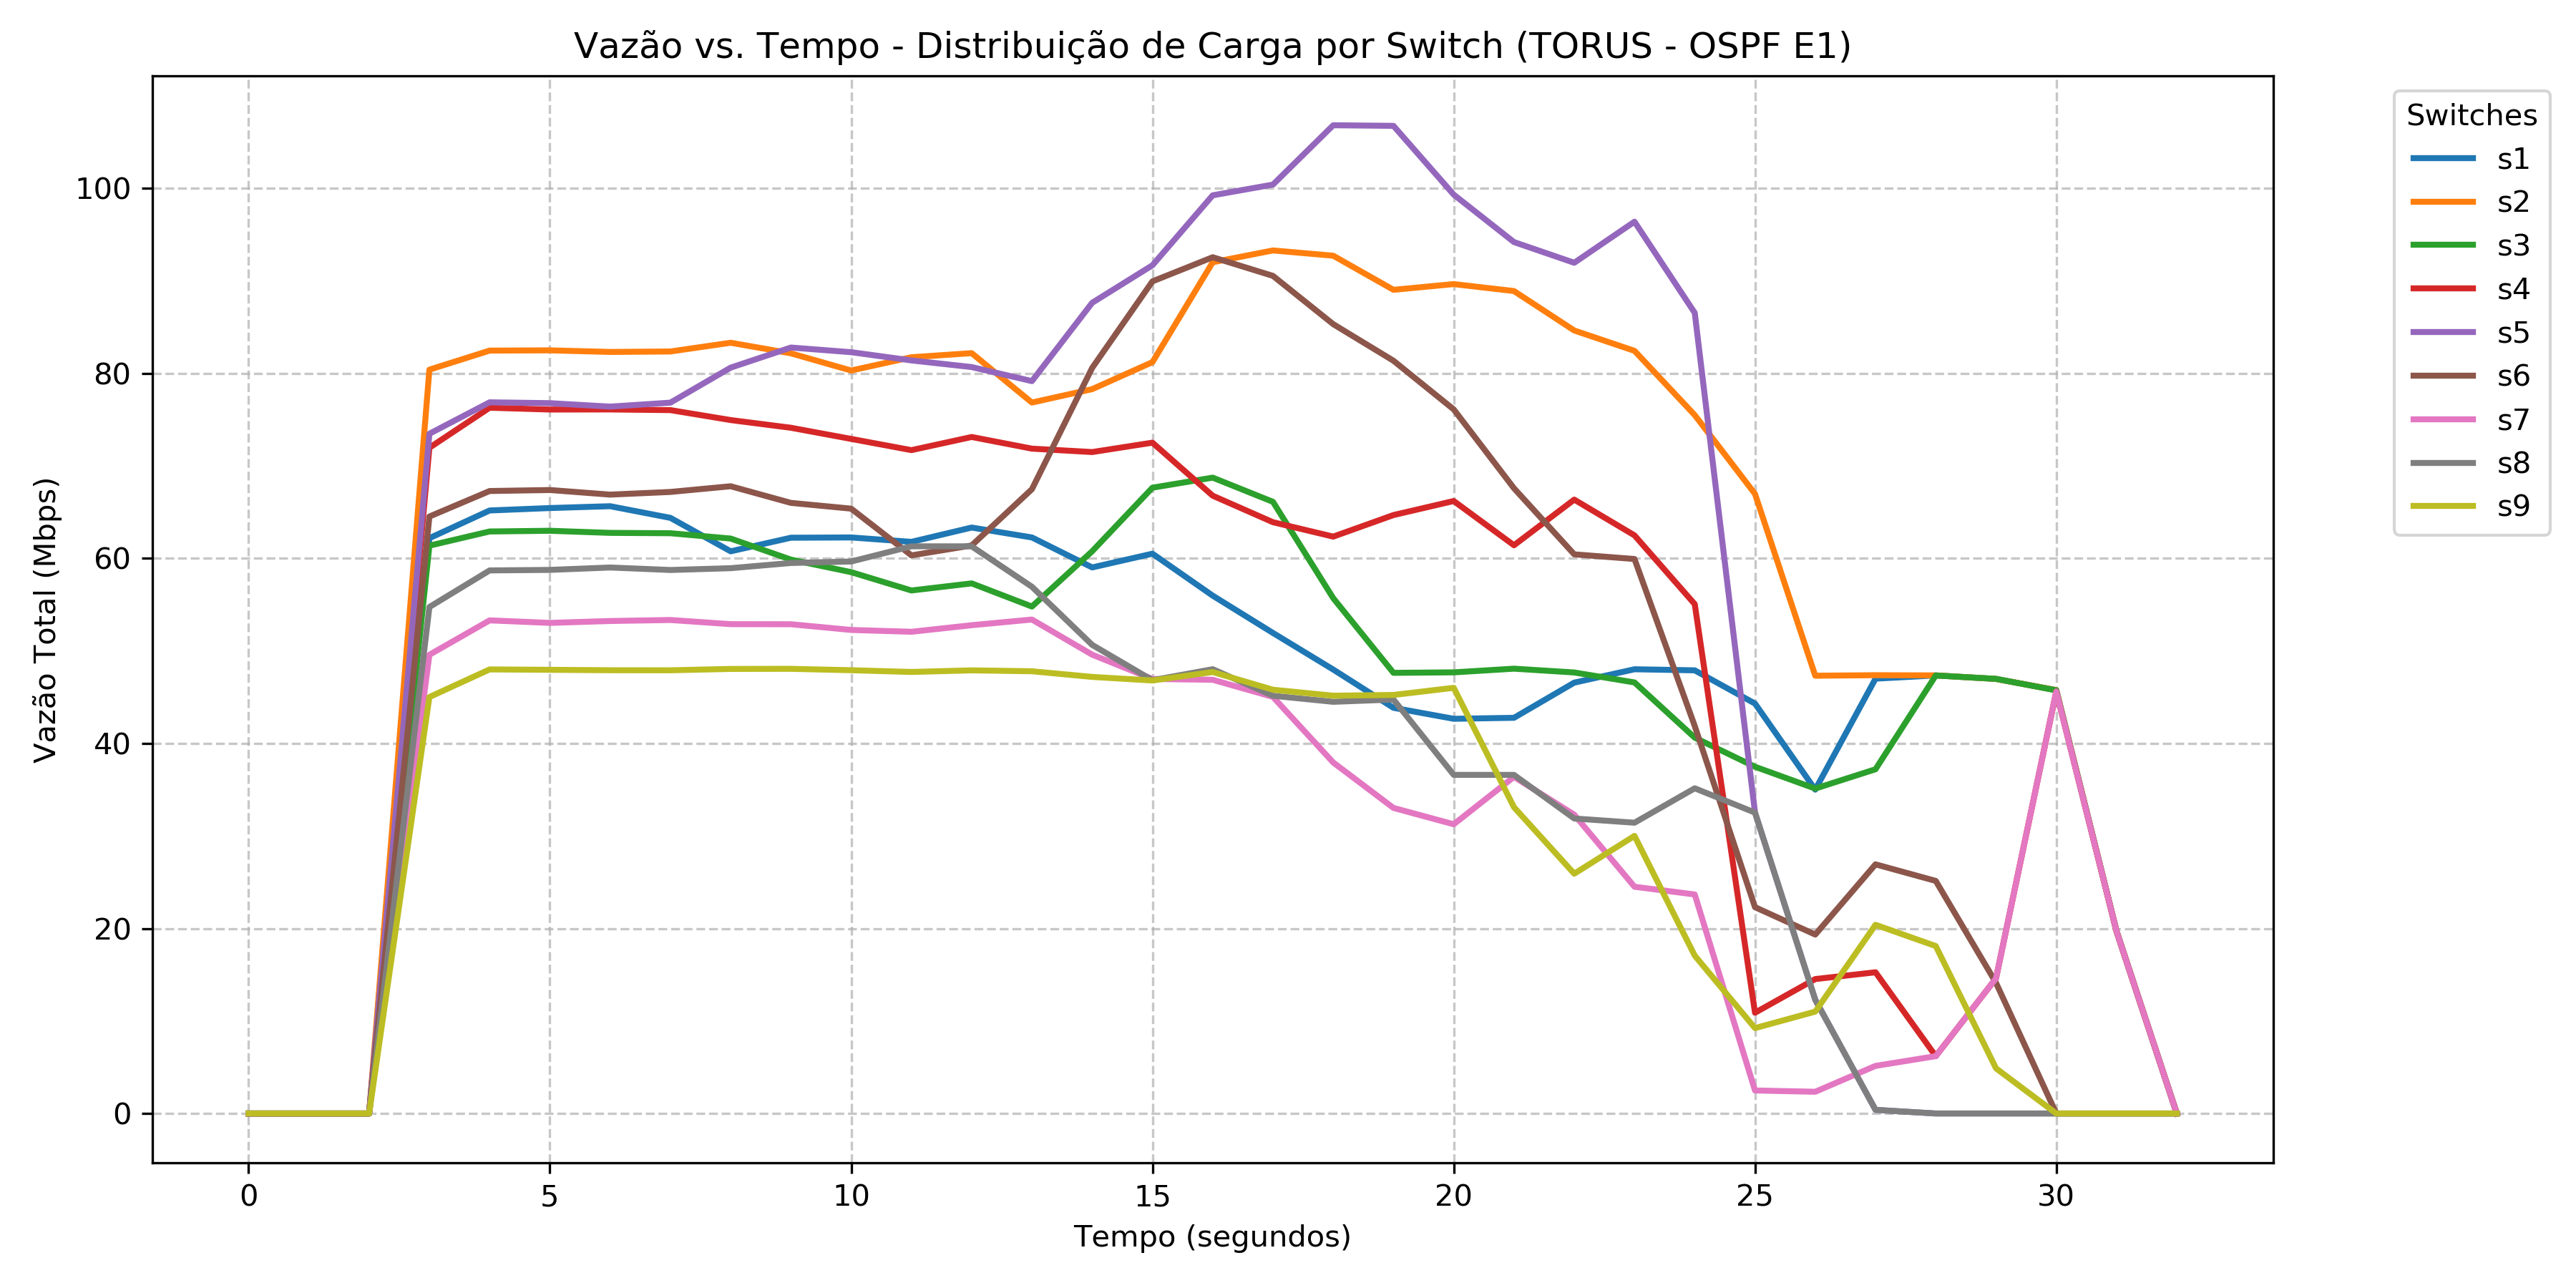 Vazão vs. Tempo - Distribuição de Carga por Switch (TORUS - OSPF E1)
Switches
s1
s2
s3
s4
s5
s6
s7
s8
s9
Vazão Total (Mbps)
100
80
60
40
20
0
0 5 10 15 20 25 30
Tempo (segundos)